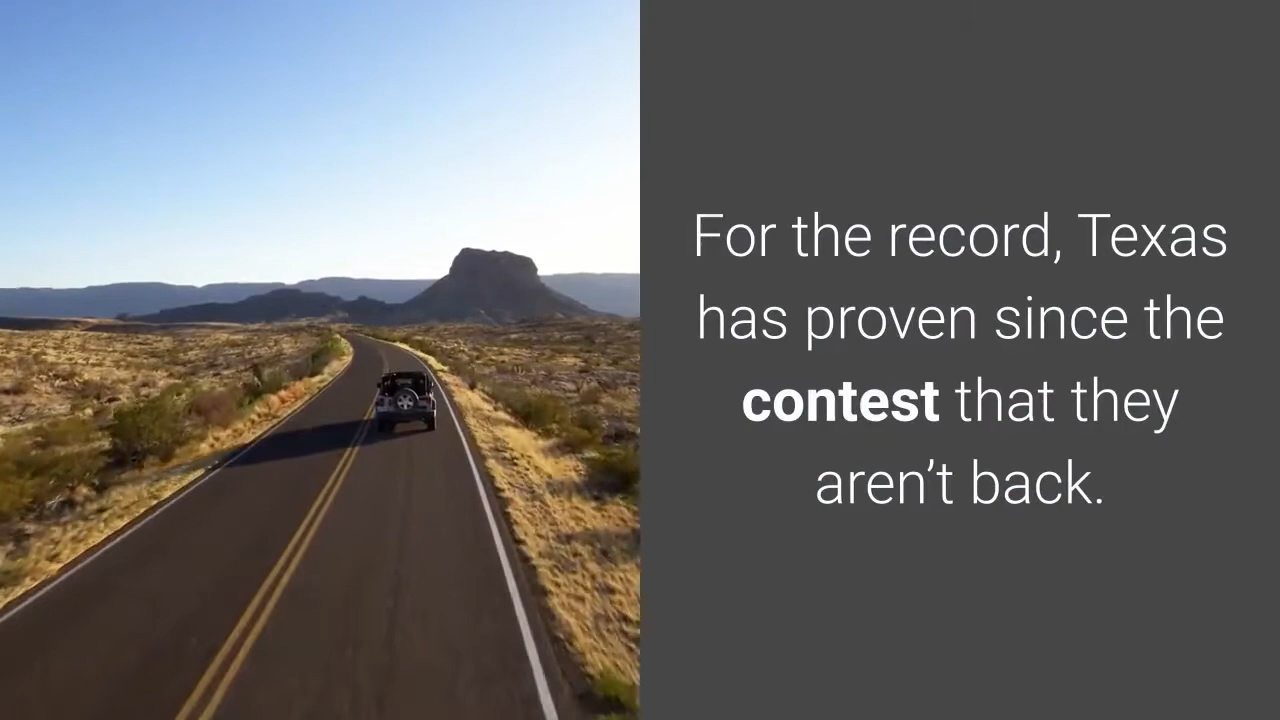 For the record, Texas
has proven since the
contest that they
aren’t back.